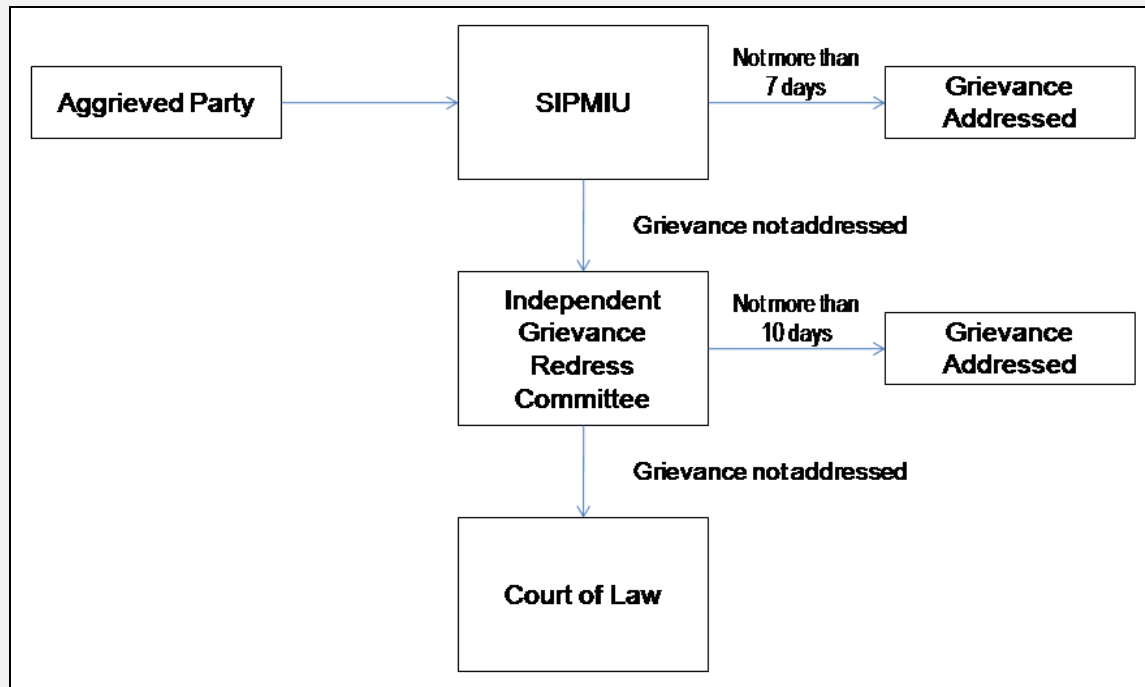 Aggrieved Party
SIPMIU
Not more than
7 days
Grievance
Addressed
Grievance not addressed
Independent
Grievance
Redress
Committee
Not more than
10 days
Grievance
Addressed
Grievance not addressed
Court of Law